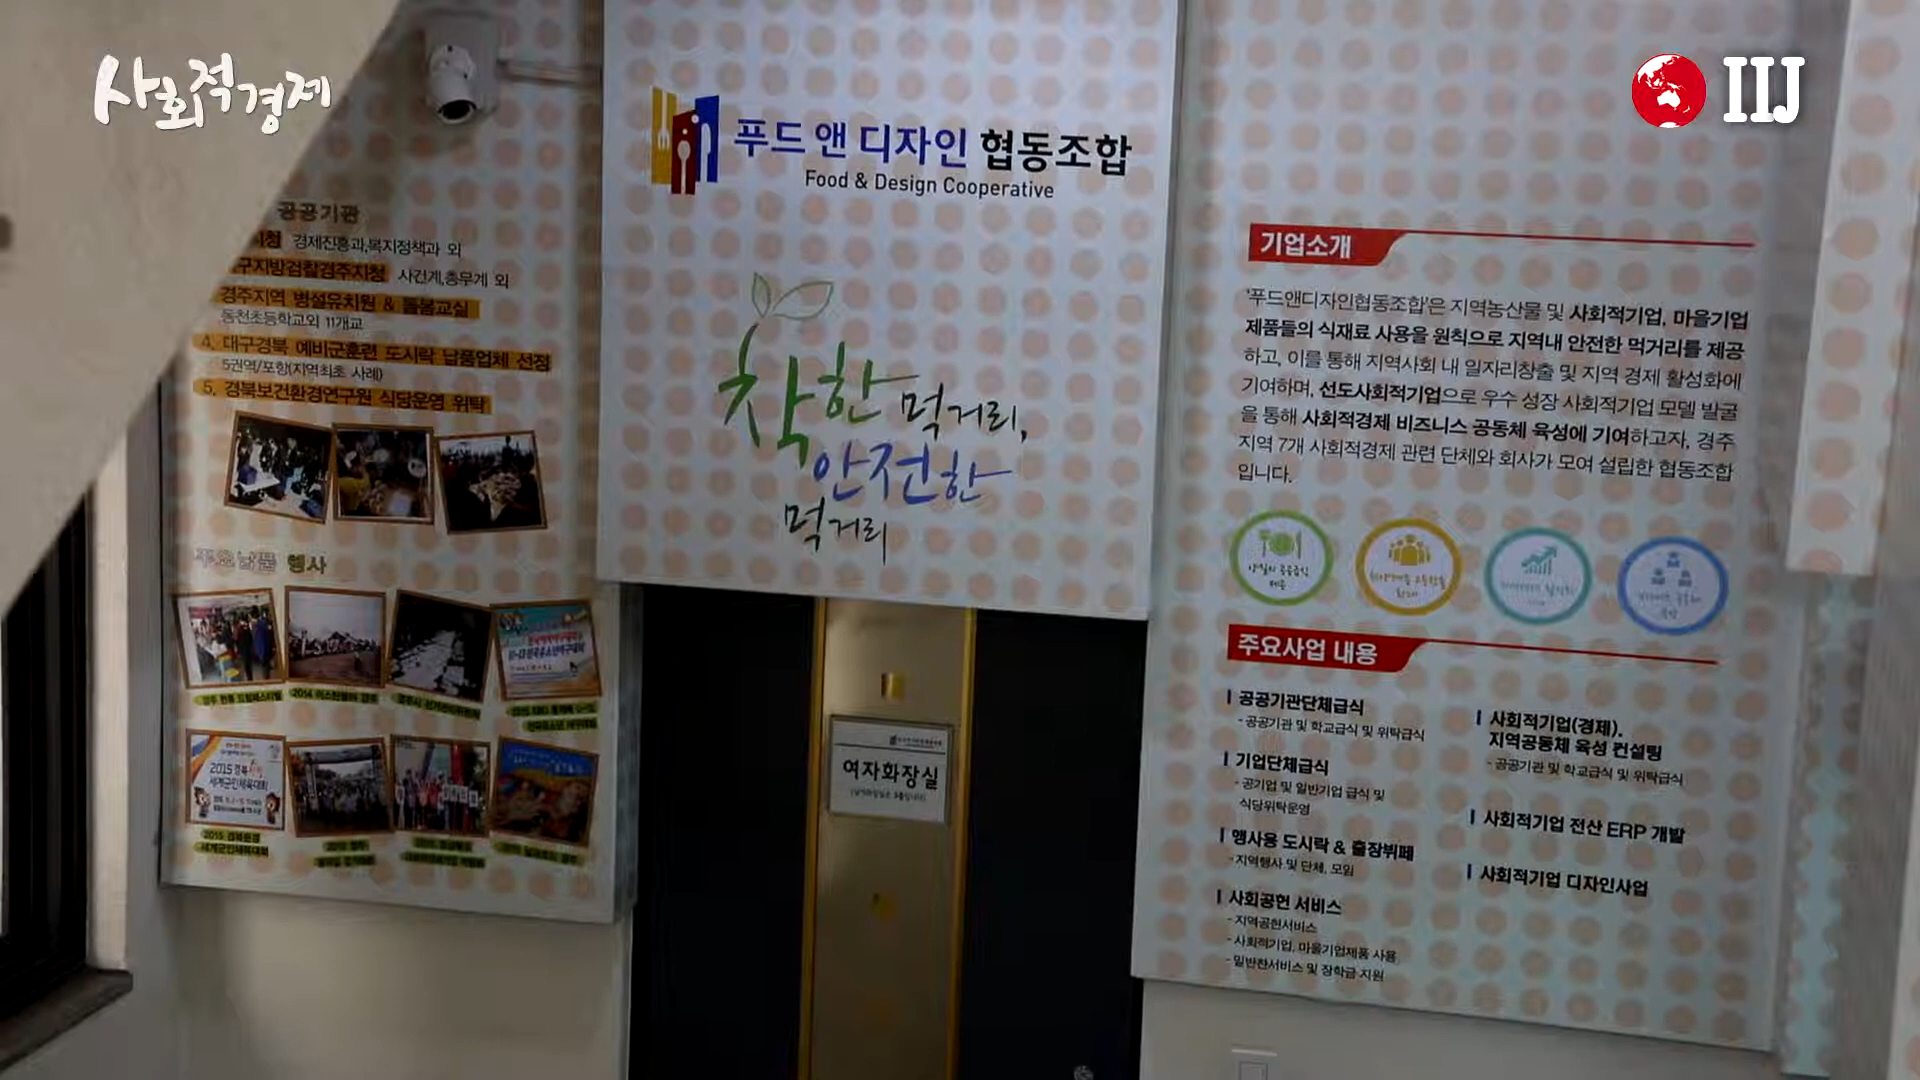 사회적경제
IIJ
공공기관
경제진흥과,복지정책과 외
구지방검찰경주지청 사건계,총무계 외
경주지역 병설유치원 & 돌봄교실
동천초등학교외 11개교
4. 대구경북 예비군훈련 도시락 납품업체 선정
5권역/포항(지역최초 사례)
5. 경북보건환경연구원 식당운영 위탁
주요납품 행사
2015 경북
세계군인체육대회
2015 경북문경
세계군인체육대회
푸드 앤 디자인 협동조합
Food & Design Cooperative
착한 먹거리,
안전한
먹거리
여자화장실
기업소개
'푸드앤디자인협동조합'은 지역농산물 및 사회적기업, 마을기업
제품들의 식재료 사용을 원칙으로 지역내 안전한 먹거리를 제공
하고, 이를 통해 지역사회 내 일자리창출 및 지역 경제 활성화에
기여하며, 선도사회적기업으로 우수 성장 사회적기업 모델 발굴
을 통해 사회적경제 비즈니스 공동체 육성에 기여하고자, 경주
지역 7개 사회적경제 관련 단체와 회사가 모여 설립한 협동조합
입니다.
주요사업 내용
공공기관단체급식
- 공공기관 및 학교급식 및 위탁급식
기업단체급식
- 공기업 및 일반기업 급식 및
식당위탁운영
행사용 도시락 & 출장뷔페
- 지역행사 및 단체, 모임
사회공헌 서비스
- 지역공헌서비스
- 사회적기업, 마을기업제품 사용
- 밑반찬서비스 및 장학금 지원
사회적기업(경제).
지역공동체 육성 컨설팅
- 공공기관 및 학교급식 및 위탁급식
사회적기업 전산 ERP 개발
사회적기업 디자인사업